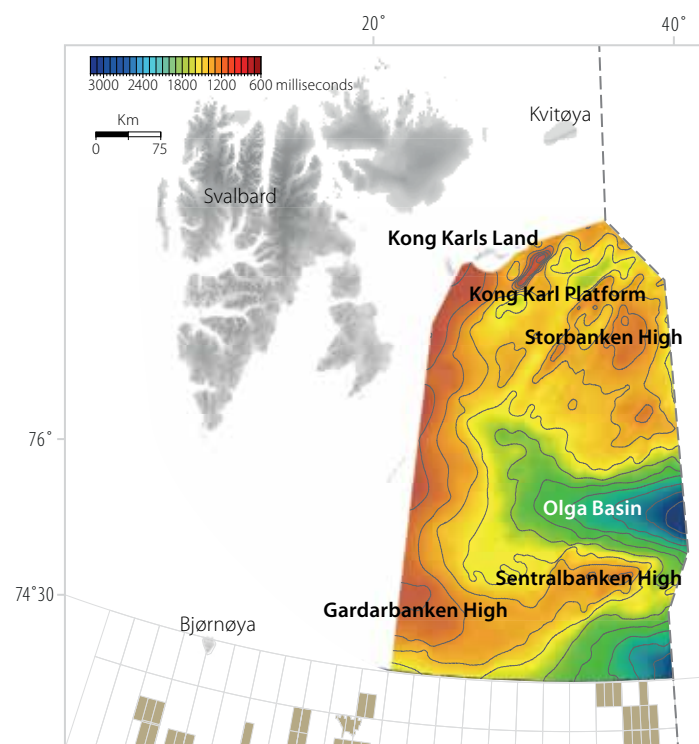 20˚ 40˚
3000 2400 1800 1200 600 milliseconds
Km
0 75
Kvitøya
Svalbard
Kong Karls Land
Kong Karl Platform
Storbanken High
76˚
Olga Basin
Sentralbanken High
74˚30
Gardarbanken High
Bjørnøya